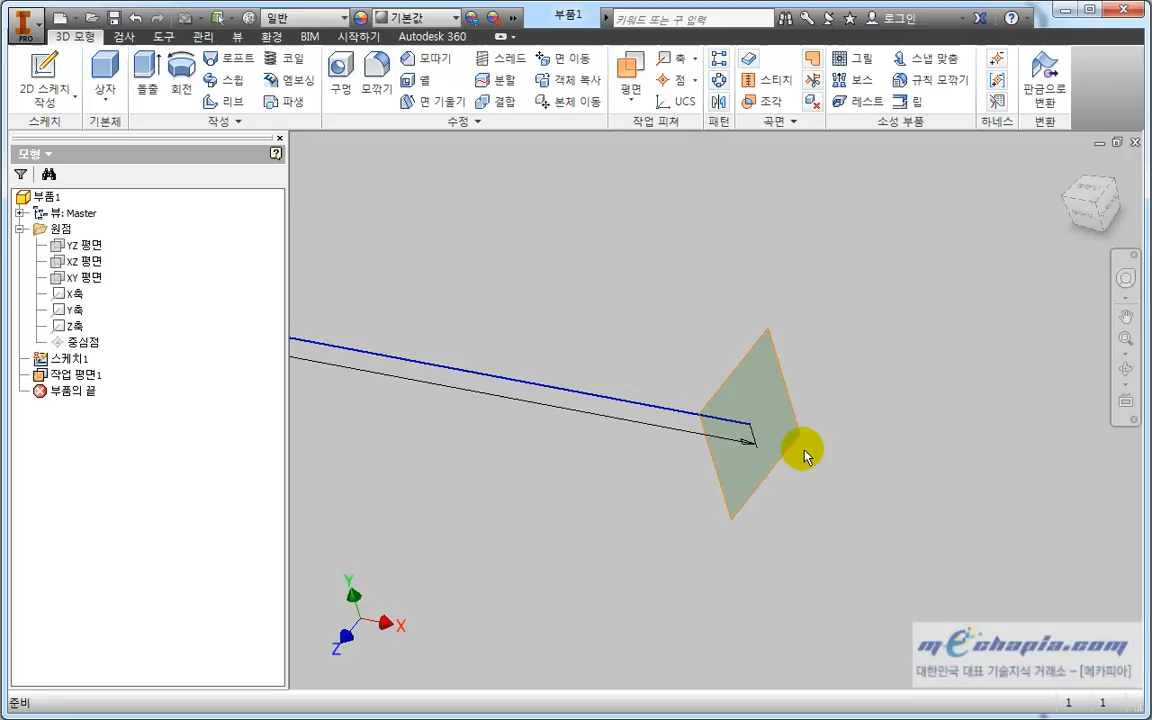 일반
기본값
부품1
키워드 또는 구 입력
로그인
PRO
3D 모형 검사 도구 관리 뷰 환경 BIM 시작하기 Autodesk 360
2D 스케치
작성
스케치
상자
기본체
돌출
회전
로프트
스윕
리브
코일
엠보싱
파생
작성
구멍
모깎기
모따기
쉘
면 기울기
스레드
분할
결합
면 이동
객체 복사
본체 이동
수정
평면
축
점
UCS
작업 피쳐
패턴
스티치
조각
곡면
그릴
보스
레스트
스냅 맞춤
규칙 모깎기
립
소성 부품
하네스
판금으로
변환
변환
모형
부품1
뷰: Master
원점
YZ 평면
XZ 평면
XY 평면
X축
Y축
Z축
중심점
스케치1
작업 평면1
부품의 끝
Y
X
Z
mechapia.com
대한민국 대표 기술지식 거래소 – [메카피아]
준비
1 1